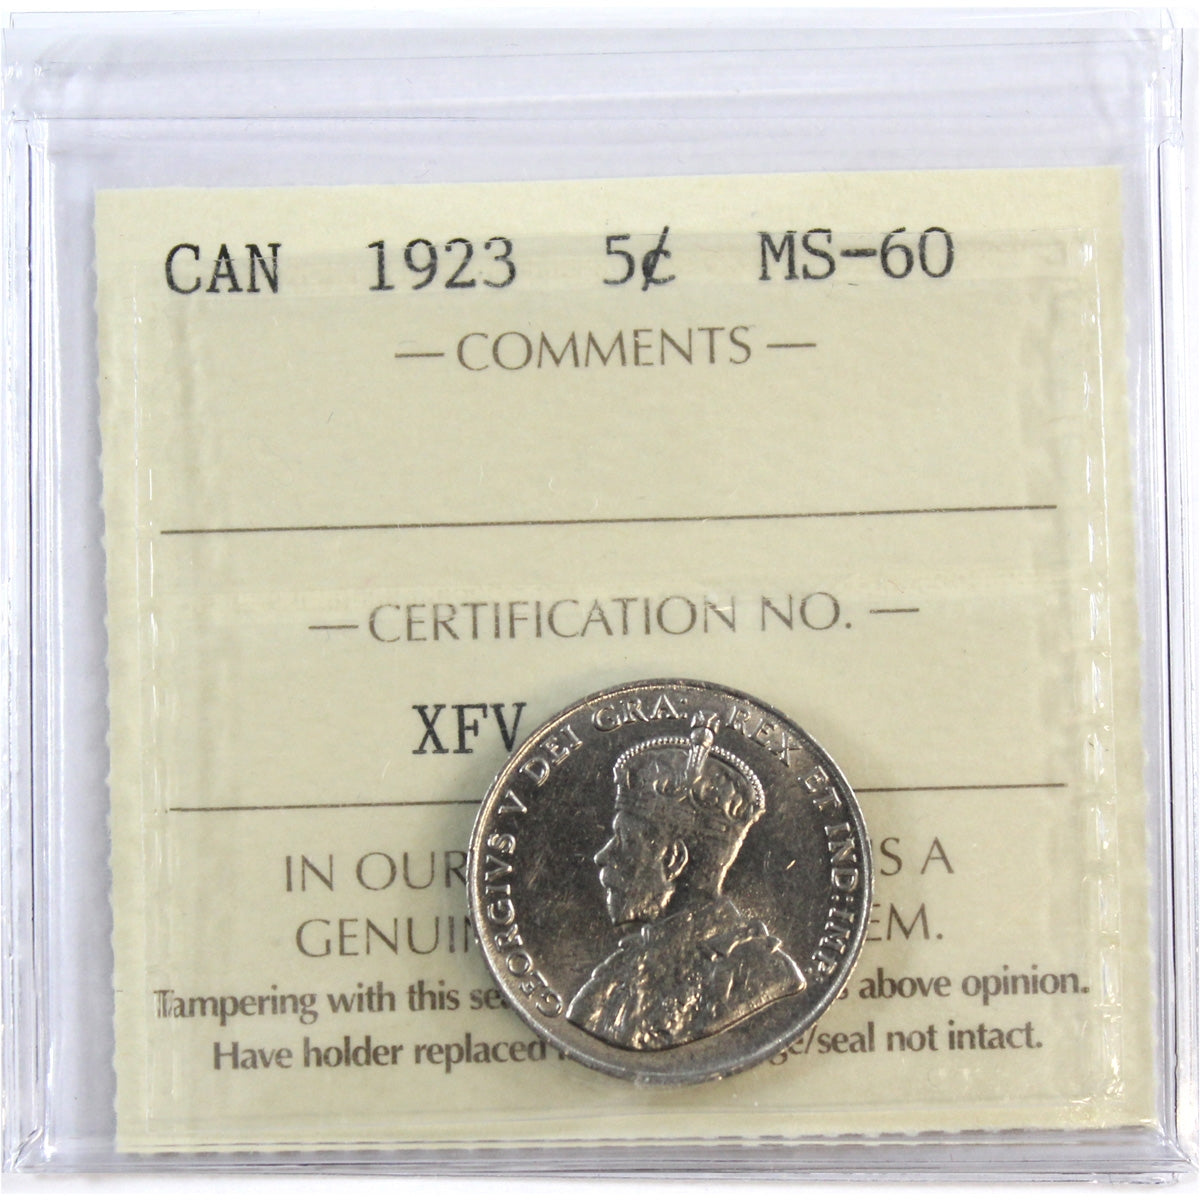 CAN 1923 5¢ MS-60
— COMMENTS —
— CERTIFICATION NO. —
XFV
GEORGIVS V DEI GRA: REX ET IND:IMP:
IN OUR S A
GENUI EM.
Tampering with this se above opinion.
Have holder replaced ge/seal not intact.